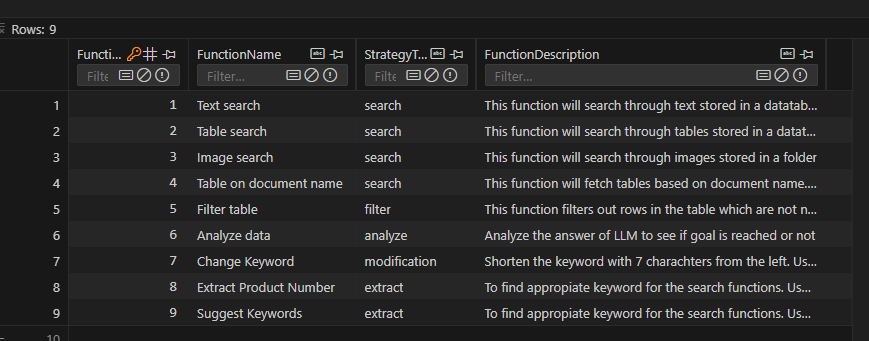 Rows: 9
Functi... FunctionName StrategyT... FunctionDescription
Filte Filter... Filte Filter...
1 1 Text search search This function will search through text stored in a datatab...
2 2 Table search search This function will search through tables stored in a datat...
3 3 Image search search This function will search through images stored in a folder
4 4 Table on document name search This function will fetch tables based on document name....
5 5 Filter table filter This function filters out rows in the table which are not n...
6 6 Analyze data analyze Analyze the answer of LLM to see if goal is reached or not
7 7 Change Keyword modification Shorten the keyword with 7 charachters from the left. Us...
8 8 Extract Product Number extract To find appropiate keyword for the search functions. Us...
9 9 Suggest Keywords extract To find appropiate keyword for the search functions. Us...
10